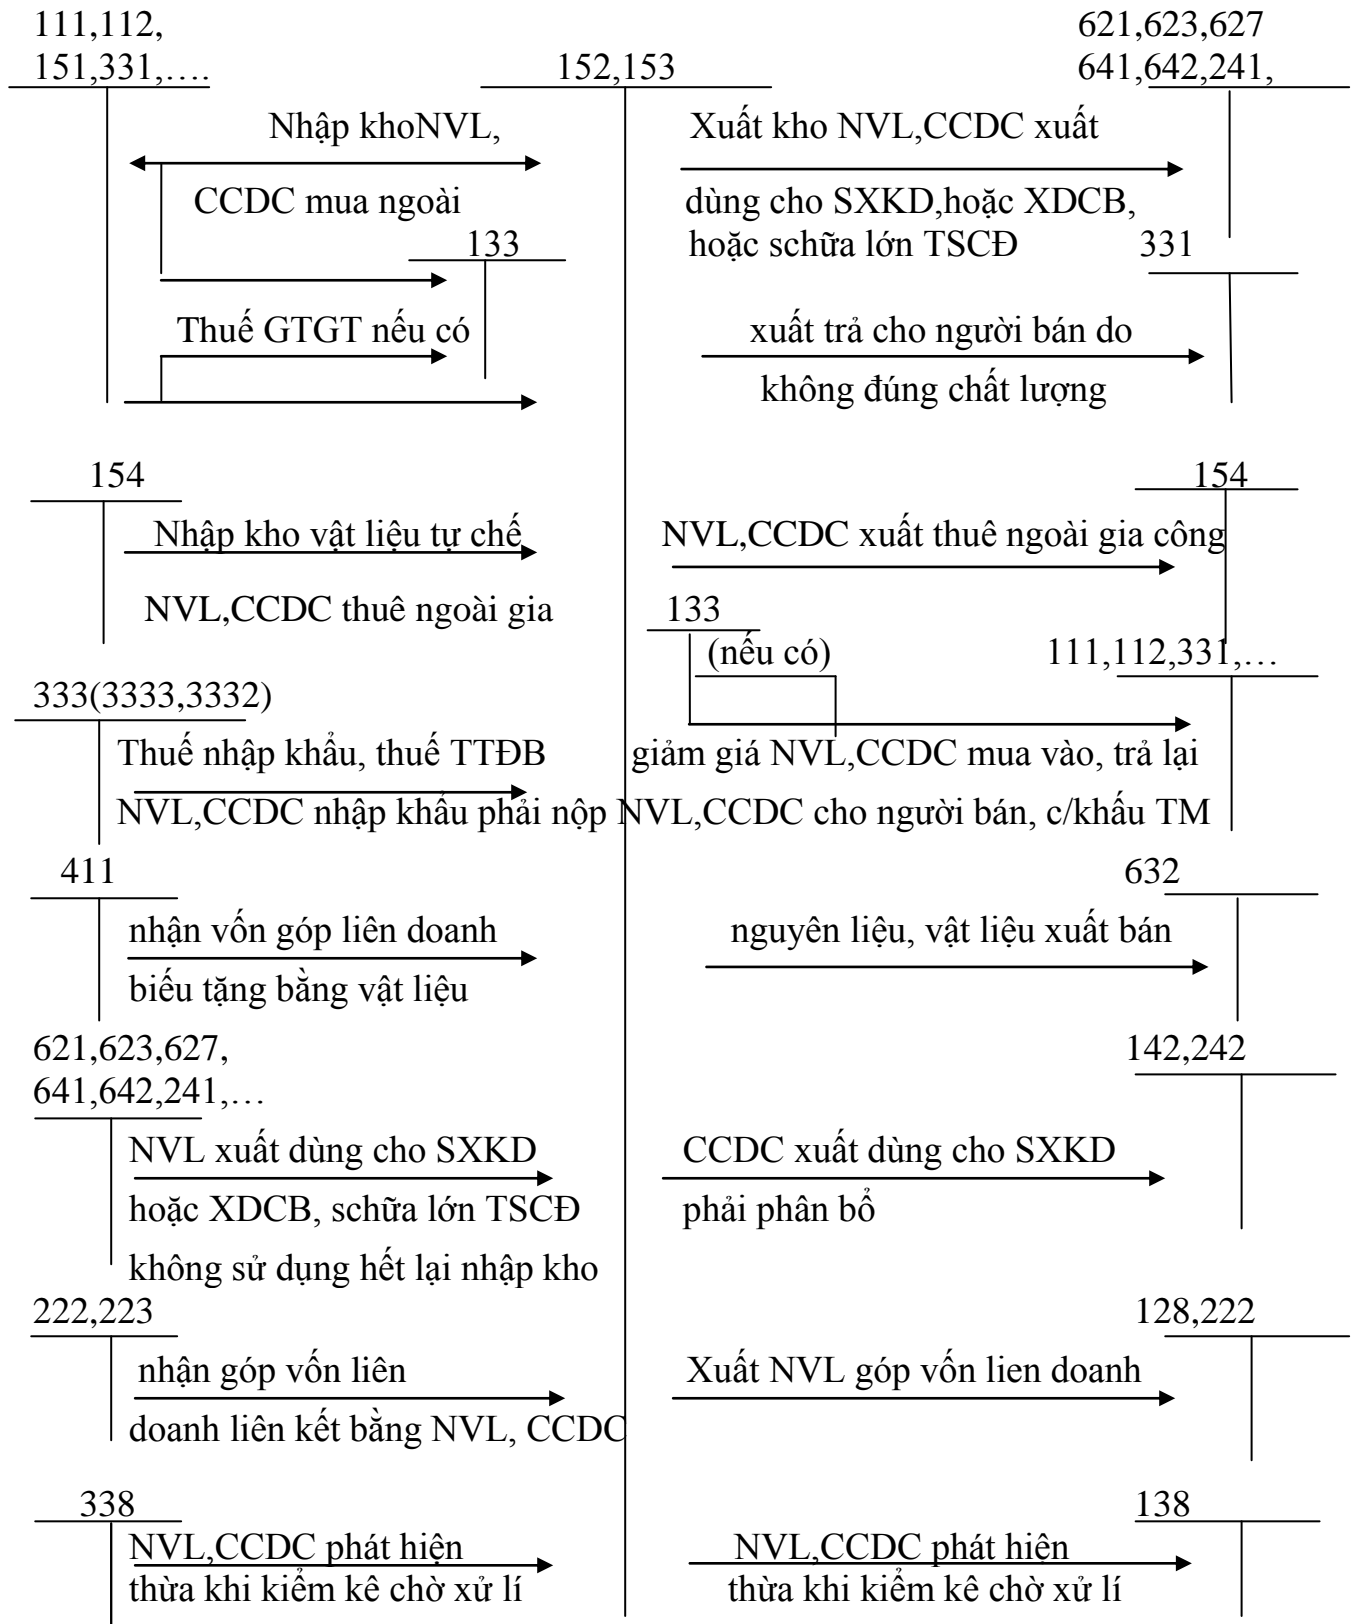 111,112,
151,331,….
152,153
621,623,627
641,642,241,
Nhập khoNVL,
CCDC mua ngoài
Xuất kho NVL,CCDC xuất
dùng cho SXKD,hoặc XDCB,
hoặc schữa lớn TSCĐ
133
331
Thuế GTGT nếu có
xuất trả cho người bán do
không đúng chất lượng
154
154
Nhập kho vật liệu tự chế
NVL,CCDC thuê ngoài gia
NVL,CCDC xuất thuê ngoài gia công
133
(nếu có)
111,112,331,…
333(3333,3332)
Thuế nhập khẩu, thuế TTĐB
NVL,CCDC nhập khẩu phải nộp
giảm giá NVL,CCDC mua vào, trả lại
NVL,CCDC cho người bán, c/khấu TM
411
632
nhận vốn góp liên doanh
biếu tặng bằng vật liệu
nguyên liệu, vật liệu xuất bán
621,623,627,
641,642,241,…
142,242
NVL xuất dùng cho SXKD
hoặc XDCB, schữa lớn TSCĐ
không sử dụng hết lại nhập kho
CCDC xuất dùng cho SXKD
phải phân bổ
222,223
128,222
nhận góp vốn liên
doanh liên kết bằng NVL, CCDC
Xuất NVL góp vốn lien doanh
338
138
NVL,CCDC phát hiện
thừa khi kiểm kê chờ xử lí
NVL,CCDC phát hiện
thừa khi kiểm kê chờ xử lí